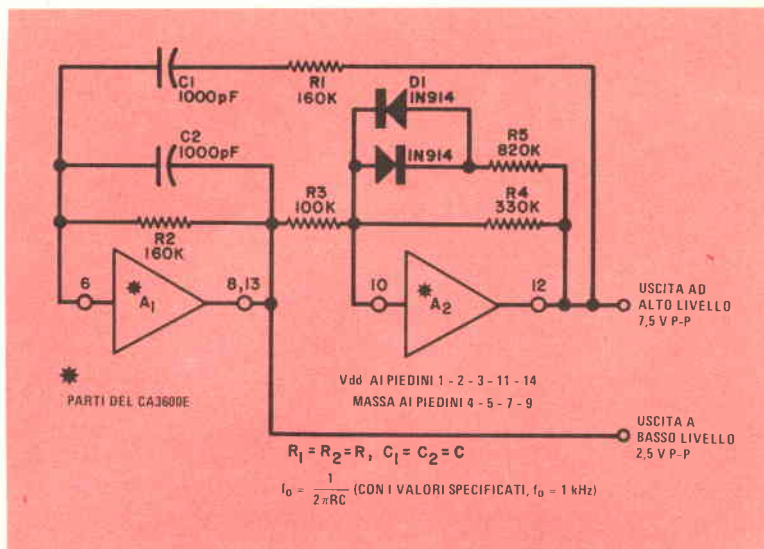 C1
1000pF
R1
160K
D1
1N914
C2
1000pF
1N914
R5
820K
R3
100K
R4
330K
R2
160K
6
✷ A1
8,13
10
✷ A2
12
USCITA AD
ALTO LIVELLO
7,5 V P-P
✷
PARTI DEL CA3600E
Vdd AI PIEDINI 1 - 2 - 3 - 11 - 14
MASSA AI PIEDINI 4 - 5 - 7 - 9
USCITA A
BASSO LIVELLO
2,5 V P-P
R1 = R2 = R, C1 = C2 = C
fo = 1 / 2πRC (CON I VALORI SPECIFICATI, fo = 1 kHz)